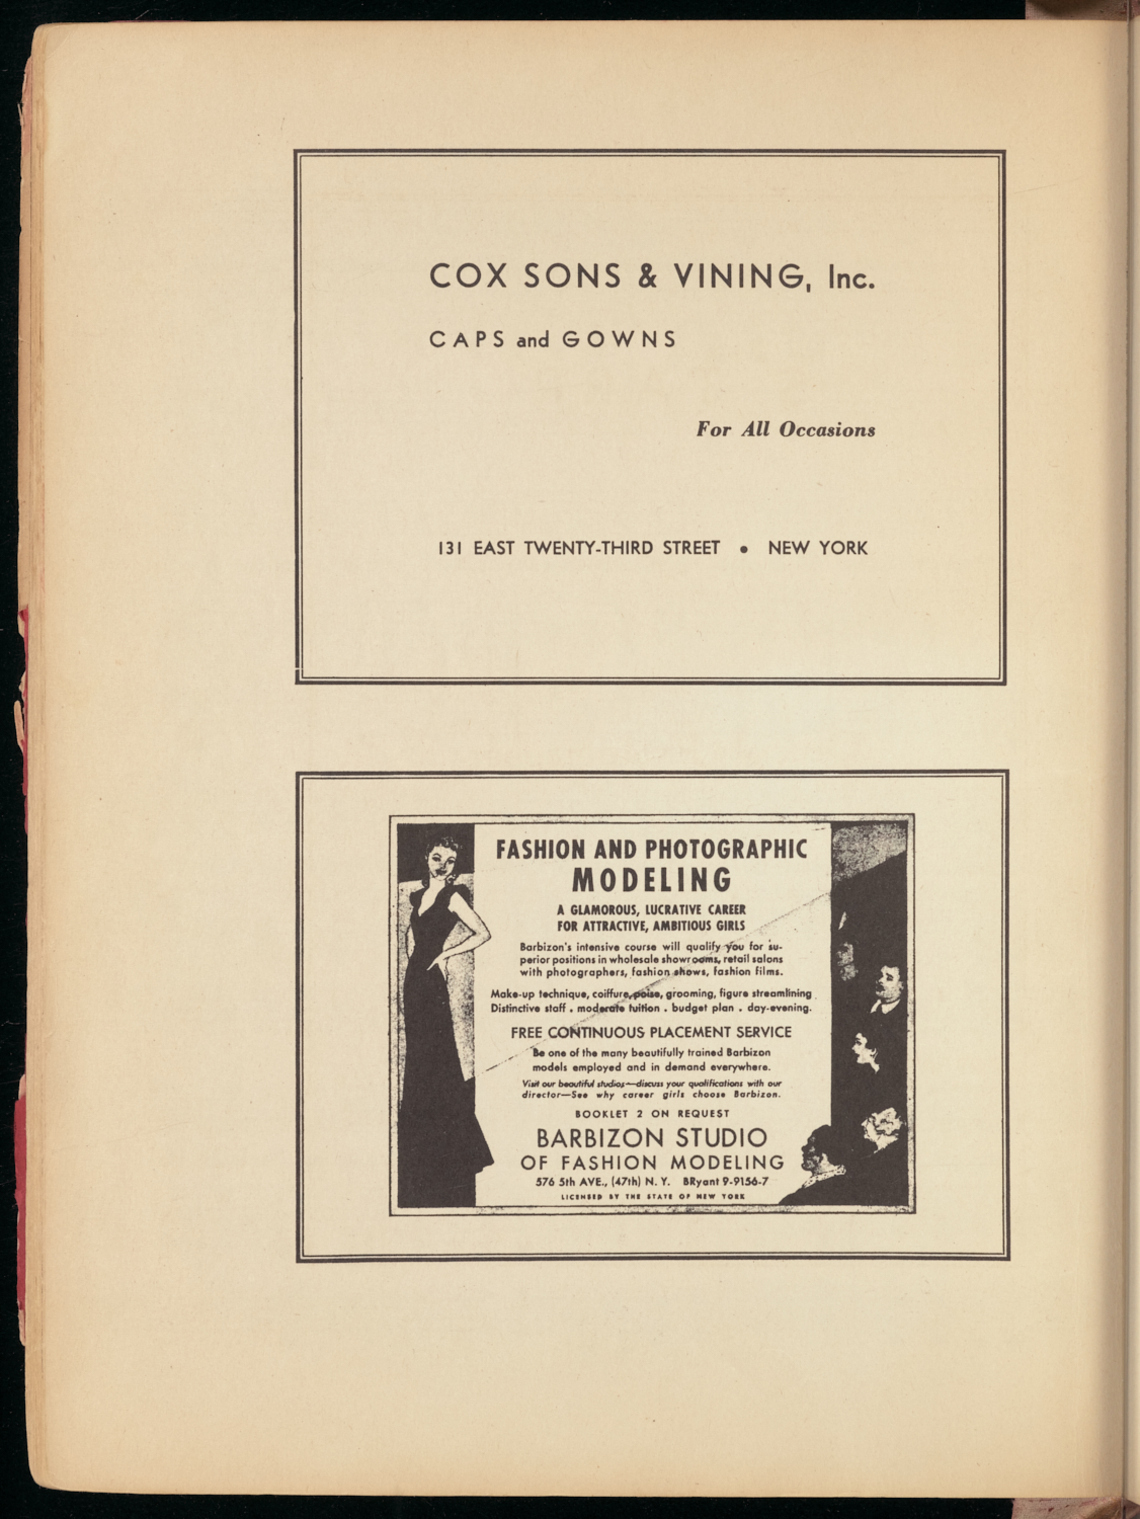 COX SONS & VINING, Inc.
CAPS and GOWNS
For All Occasions
131 EAST TWENTY-THIRD STREET • NEW YORK
FASHION AND PHOTOGRAPHIC
MODELING
A GLAMOROUS, LUCRATIVE CAREER
FOR ATTRACTIVE, AMBITIOUS GIRLS
Barbizon's intensive course will qualify you for su-
perior positions in wholesale showrooms, retail salons
with photographers, fashion shows, fashion films.
Make-up technique, coiffure, poise, grooming, figure streamlining
Distinctive staff . moderate tuition . budget plan . day-evening.
FREE CONTINUOUS PLACEMENT SERVICE
Be one of the many beautifully trained Barbizon
models employed and in demand everywhere.
Visit our beautiful studios—discuss your qualifications with our
director—See why career girls choose Barbizon.
BOOKLET 2 ON REQUEST
BARBIZON STUDIO
OF FASHION MODELING
576 5th AVE., (47th) N. Y. BRyant 9-9156-7
LICENSED BY THE STATE OF NEW YORK